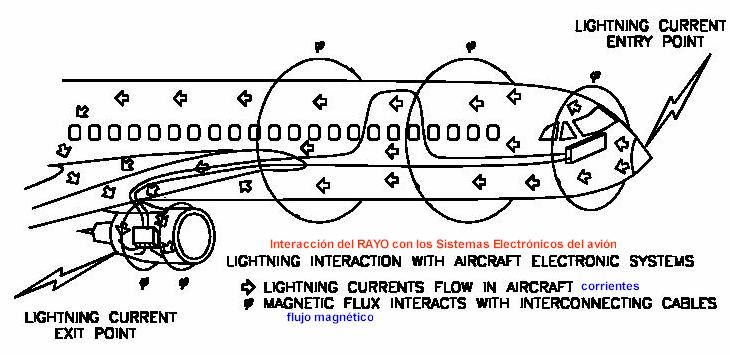 LIGHTNING CURRENT
ENTRY POINT
φ
φ
φ
φ
φ
Interacción del RAYO con los Sistemas Electrónicos del avión
LIGHTNING INTERACTION WITH AIRCRAFT ELECTRONIC SYSTEMS
LIGHTNING CURRENTS FLOW IN AIRCRAFT corrientes
φ MAGNETIC FLUX INTERACTS WITH INTERCONNECTING CABLES
flujo magnético
LIGHTNING CURRENT
EXIT POINT